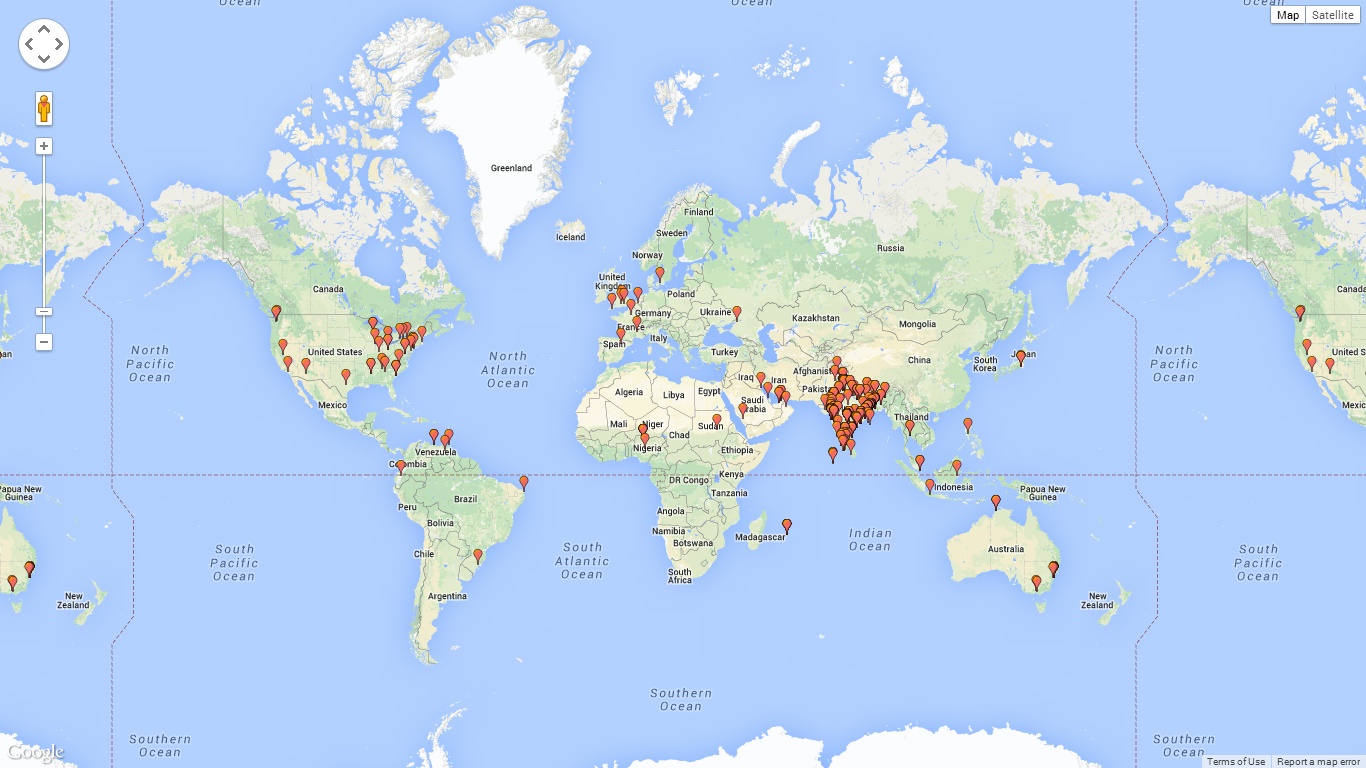 Ocean
Ocean
Ocean
Map
Satellite
Greenland
Iceland
Finland
Sweden
Norway
Russia
Canada
Canada
United
Kingdom
Poland
Germany
Ukraine
Kazakhstan
Mongolia
France
Italy
Spain
Turkey
North
Pacific
Ocean
United States
North
Atlantic
Ocean
China
South
Korea
Japan
North
Pacific
Ocean
United S
Mexico
Mexic
Algeria
Libya
Egypt
Iraq
Iran
Afghanist
Pakist
Saudi
Arabia
Mali
Niger
Chad
Sudan
Thailand
Nigeria
Ethiopia
Venezuela
Colombia
DR Congo
Kenya
Tanzania
Indonesia
Papua New
Guinea
Papua New
Guinea
Brazil
Peru
Bolivia
Angola
Namibia
Botswana
Madagascar
Chile
South
Pacific
Ocean
South
Atlantic
Ocean
Indian
Ocean
Australia
South
Pacific
Ocean
South
Africa
Argentina
New
Zealand
New
Zealand
Southern
Ocean
Southern
Ocean
Southern
Ocean
Google
Terms of Use
Report a map error